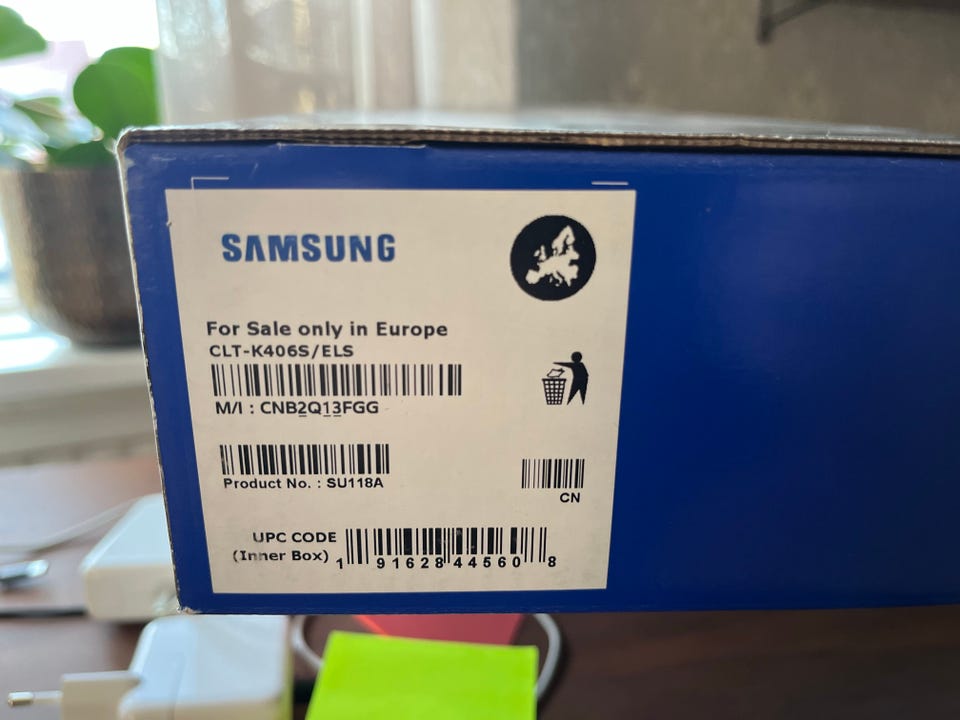 SAMSUNG
For Sale only in Europe
CLT-K406S/ELS
M/I : CNB2Q13FGG
Product No. : SU118A
CN
UPC CODE
(Inner Box)
1 91628 44560 8